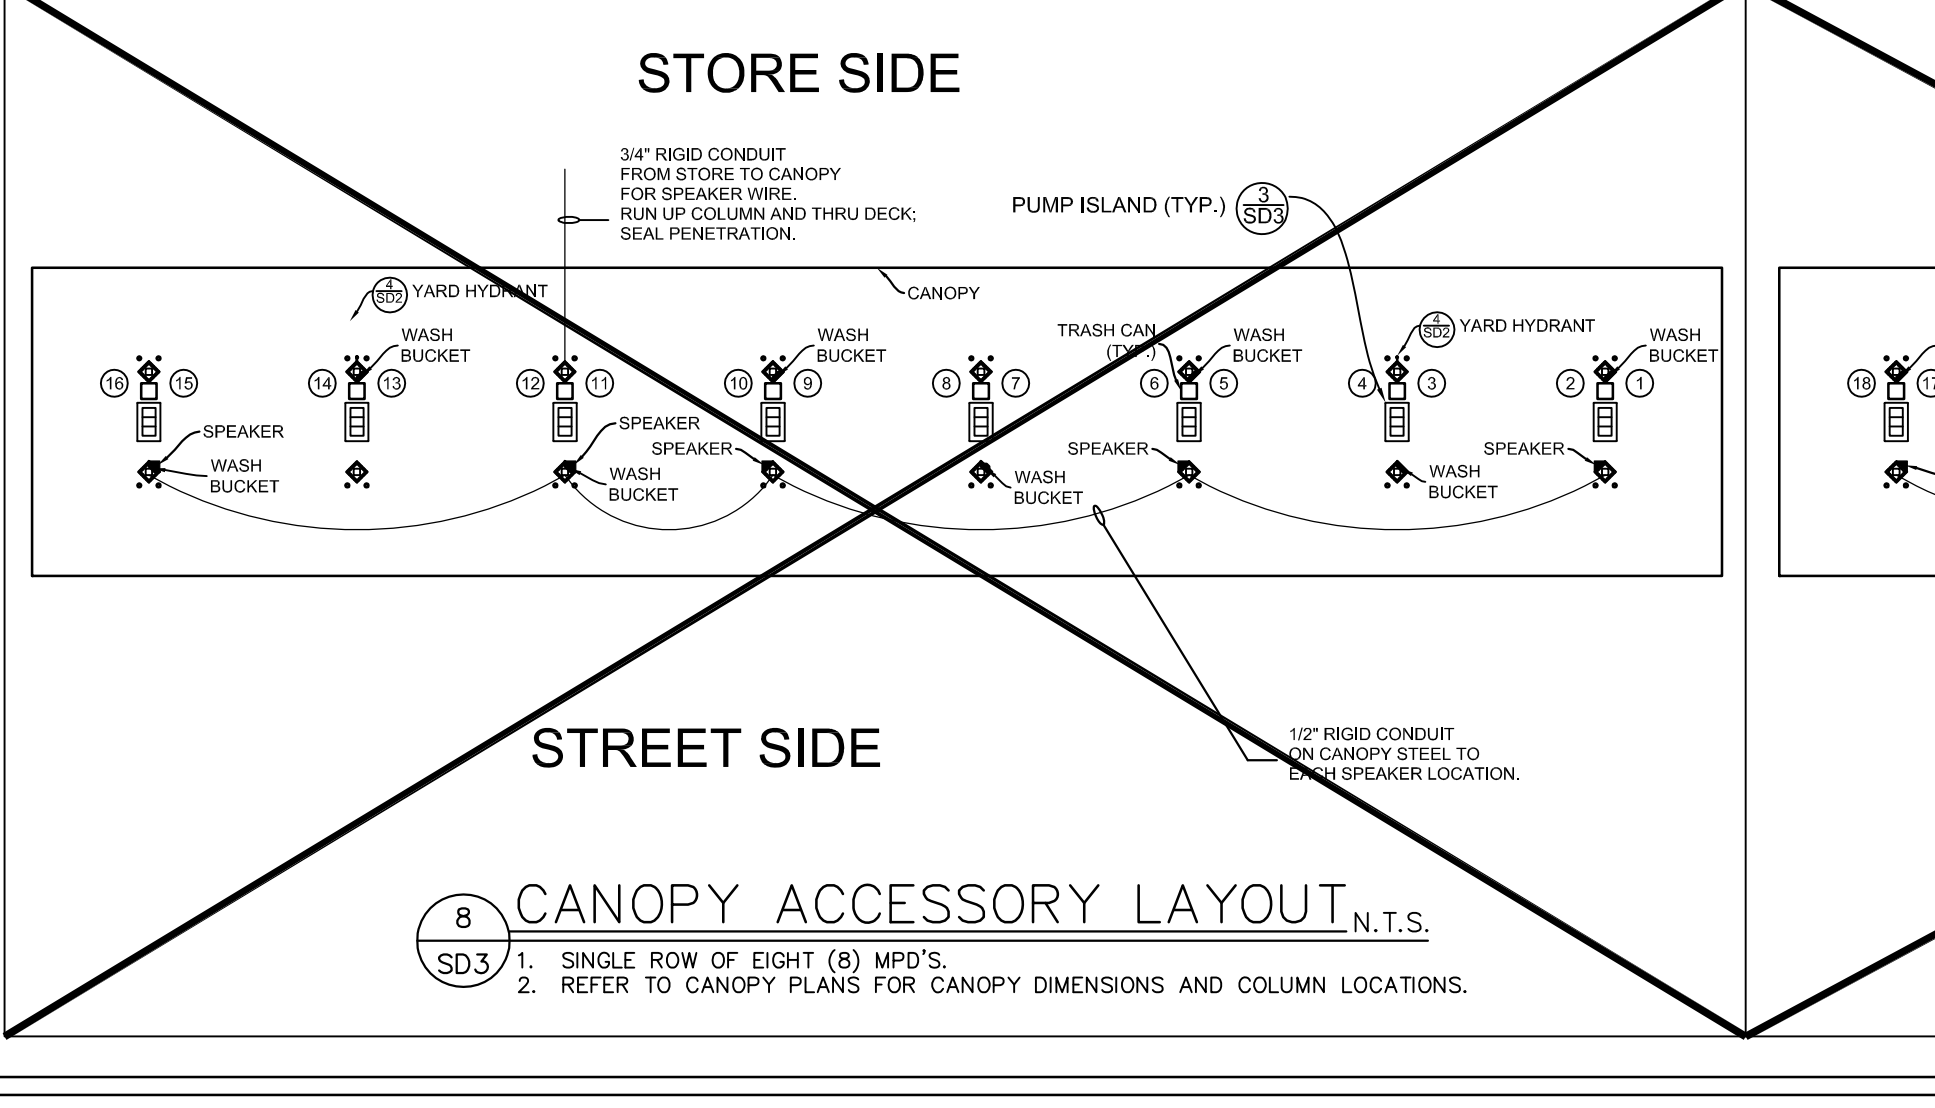 STORE SIDE
3/4" RIGID CONDUIT
FROM STORE TO CANOPY
FOR SPEAKER WIRE.
RUN UP COLUMN AND THRU DECK;
SEAL PENETRATION.
PUMP ISLAND (TYP.)
3
SD3
4
SD2
YARD HYDRANT
CANOPY
WASH
BUCKET
WASH
BUCKET
TRASH CAN
(TYP.)
WASH
BUCKET
4
SD2
YARD HYDRANT
WASH
BUCKET
16 15 14 13 12 11 10 9 8 7 6 5 4 3 2 1 18 17
SPEAKER
WASH
BUCKET
SPEAKER
WASH
BUCKET
SPEAKER
WASH
BUCKET
SPEAKER
WASH
BUCKET
SPEAKER
STREET SIDE
1/2" RIGID CONDUIT
ON CANOPY STEEL TO
EACH SPEAKER LOCATION.
8
SD3
CANOPY ACCESSORY LAYOUT N.T.S.
1. SINGLE ROW OF EIGHT (8) MPD'S.
2. REFER TO CANOPY PLANS FOR CANOPY DIMENSIONS AND COLUMN LOCATIONS.